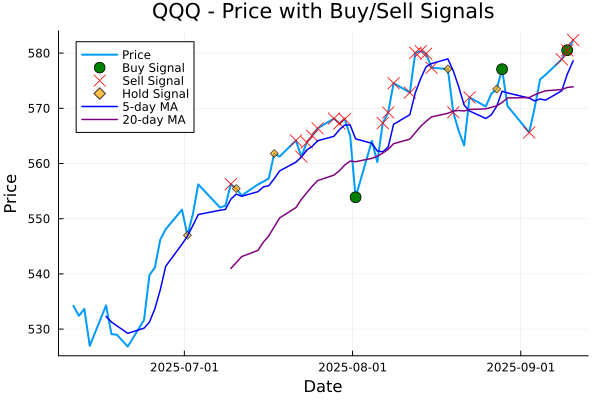 QQQ - Price with Buy/Sell Signals
Price
Buy Signal
Sell Signal
Hold Signal
5-day MA
20-day MA
580
570
560
550
540
530
Price
2025-07-01 2025-08-01 2025-09-01
Date